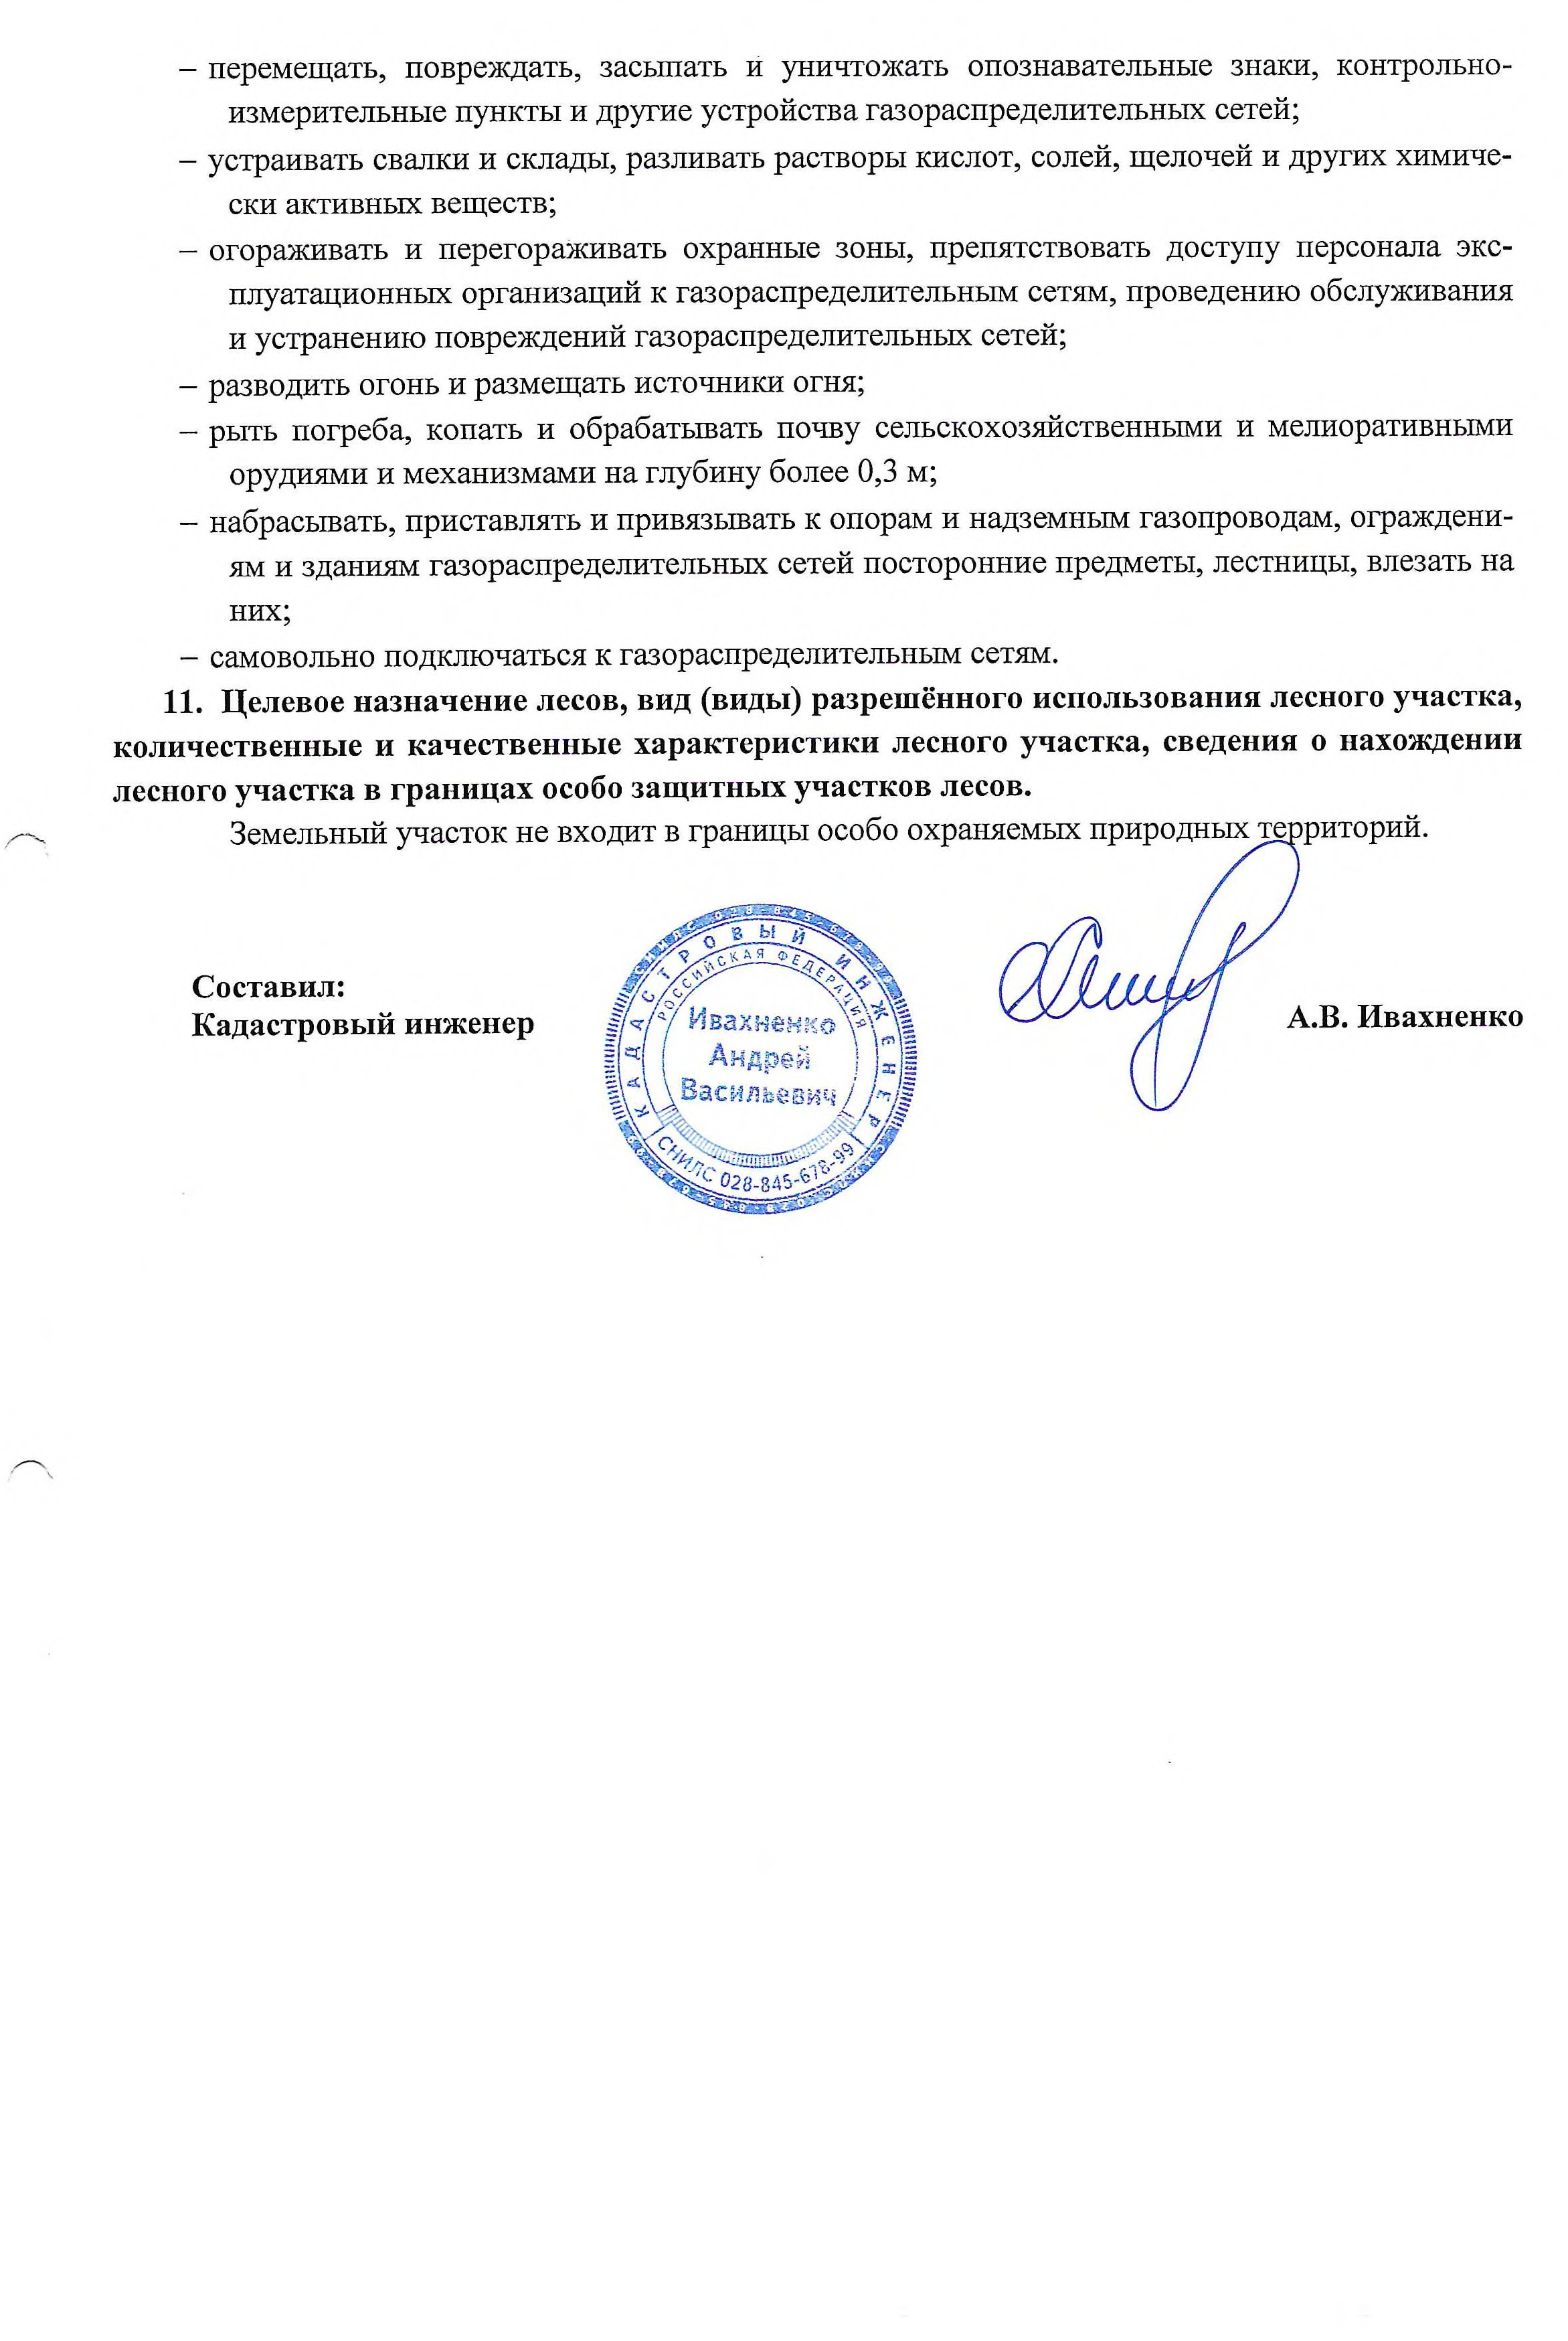 – перемещать, повреждать, засыпать и уничтожать опознавательные знаки, контрольно-
измерительные пункты и другие устройства газораспределительных сетей;
– устраивать свалки и склады, разливать растворы кислот, солей, щелочей и других химиче-
ски активных веществ;
– огораживать и перегораживать охранные зоны, препятствовать доступу персонала экс-
плуатационных организаций к газораспределительным сетям, проведению обслуживания
и устранению повреждений газораспределительных сетей;
– разводить огонь и размещать источники огня;
– рыть погреба, копать и обрабатывать почву сельскохозяйственными и мелиоративными
орудиями и механизмами на глубину более 0,3 м;
– набрасывать, приставлять и привязывать к опорам и надземным газопроводам, ограждени-
ям и зданиям газораспределительных сетей посторонние предметы, лестницы, влезать на
них;
– самовольно подключаться к газораспределительным сетям.
11. Целевое назначение лесов, вид (виды) разрешённого использования лесного участка,
количественные и качественные характеристики лесного участка, сведения о нахождении
лесного участка в границах особо защитных участков лесов.
Земельный участок не входит в границы особо охраняемых природных территорий.
Составил:
Кадастровый инженер
КАДАСТРОВЫЙ ИНЖЕНЕР
РОССИЙСКАЯ ФЕДЕРАЦИЯ
Ивахненко
Андрей
Васильевич
СНИЛС 028-845-678-99
А.В. Ивахненко